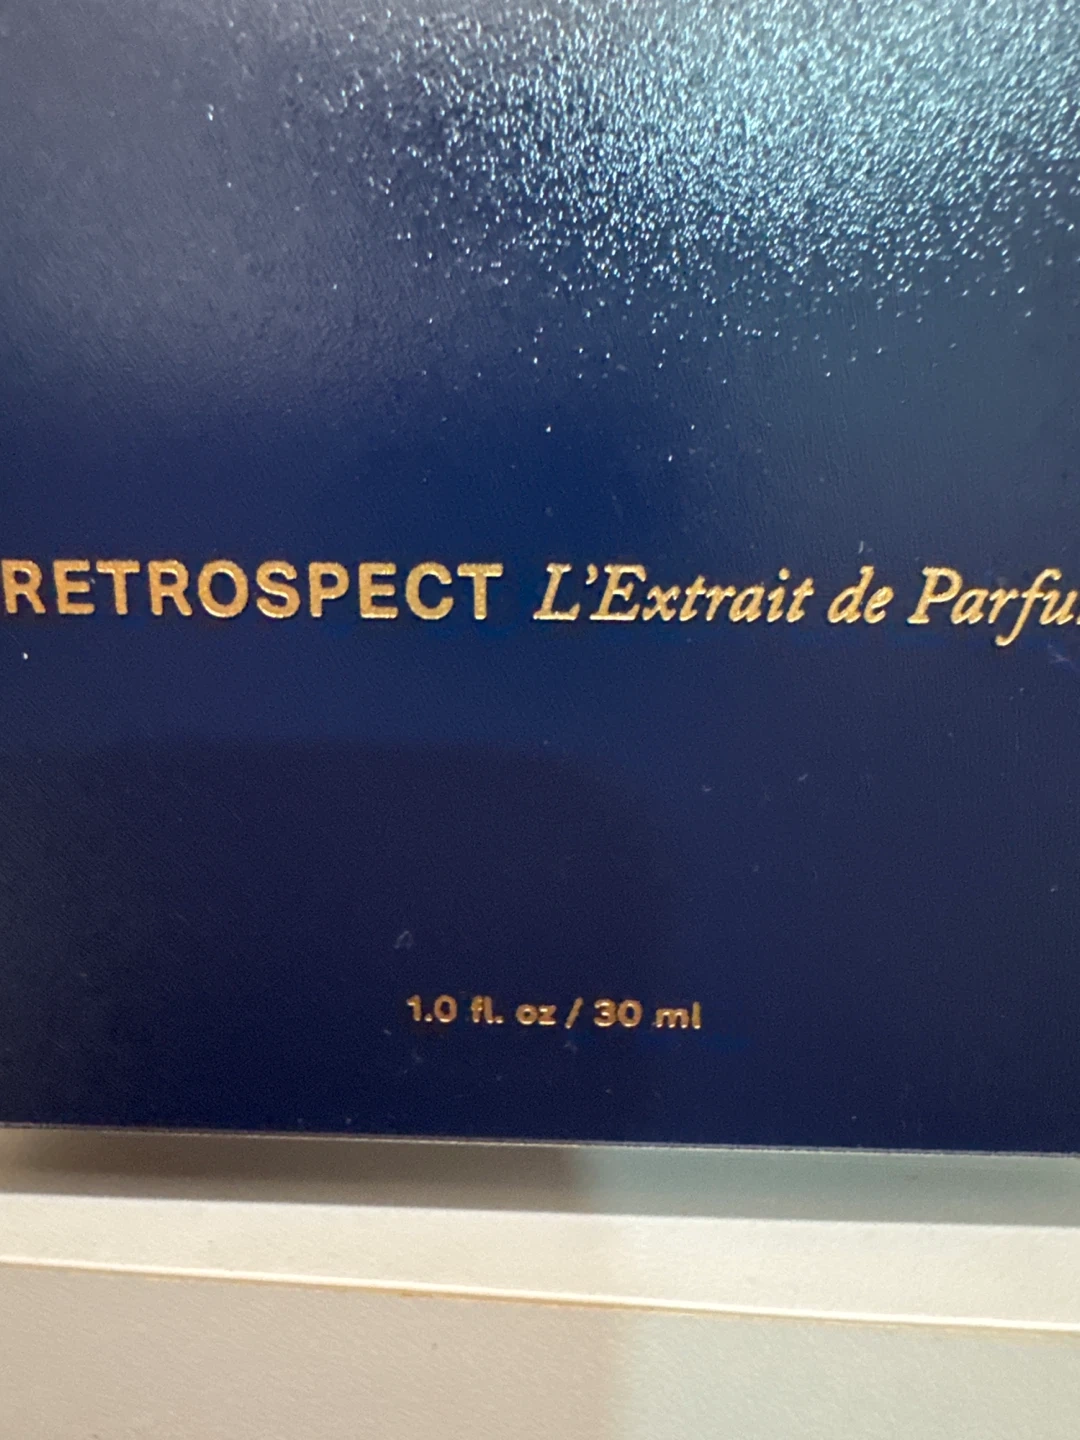 RETROSPECT L'Extrait de Parfu
1.0 fl. oz / 30 ml